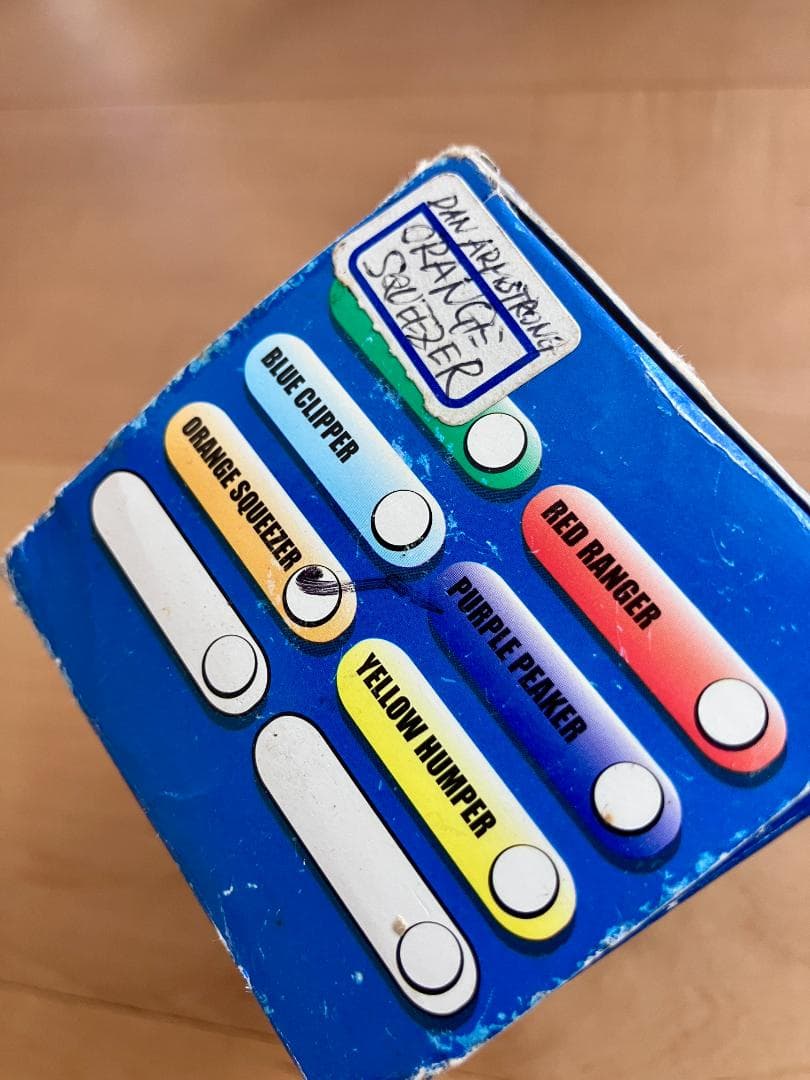 DAN ARMSTRONG
ORANGE
SQUEEZER
BLUE CLIPPER
ORANGE SQUEEZER
RED RANGER
PURPLE PEAKER
YELLOW HUMPER